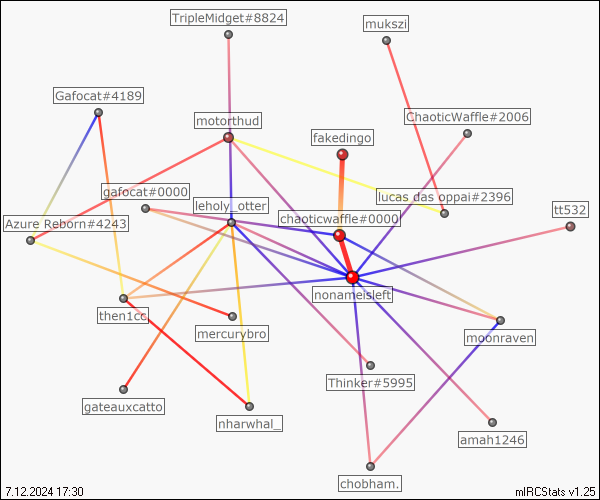 TripleMidget#8824
mukszi
Gafocat#4189
motorthud
ChaoticWaffle#2006
fakedingo
gafocat#0000
leholy_otter
lucas das oppai#2396
chaoticwaffle#0000
tt532
Azure Reborn#4243
nonameisleft
then1cc
mercurybro
moonraven
Thinker#5995
gateauxcatto
nharwhal_
amah1246
chobham.
7.12.2024 17:30
mIRCStats v1.25